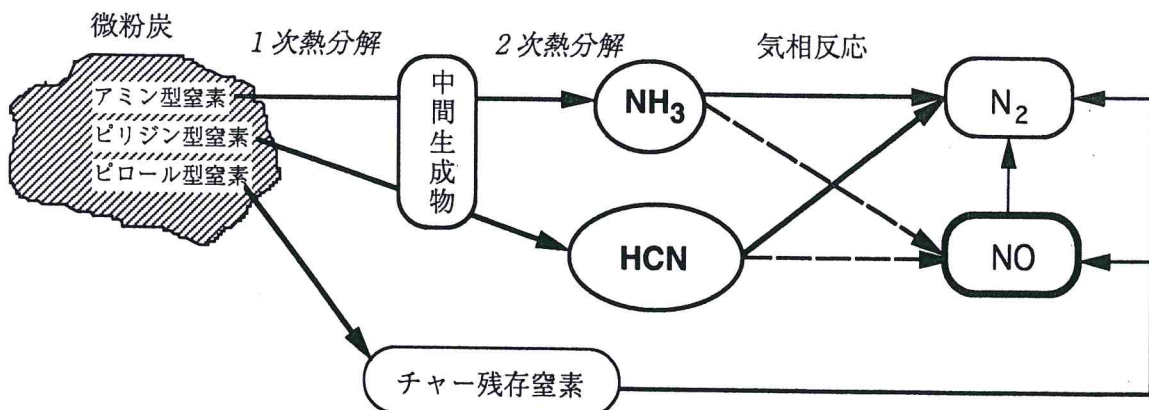 微粉炭
1次熱分解
2次熱分解
気相反応
アミン型窒素
ピリジン型窒素
ピロール型窒素
中間生成物
NH3
HCN
N2
NO
チャー残存窒素